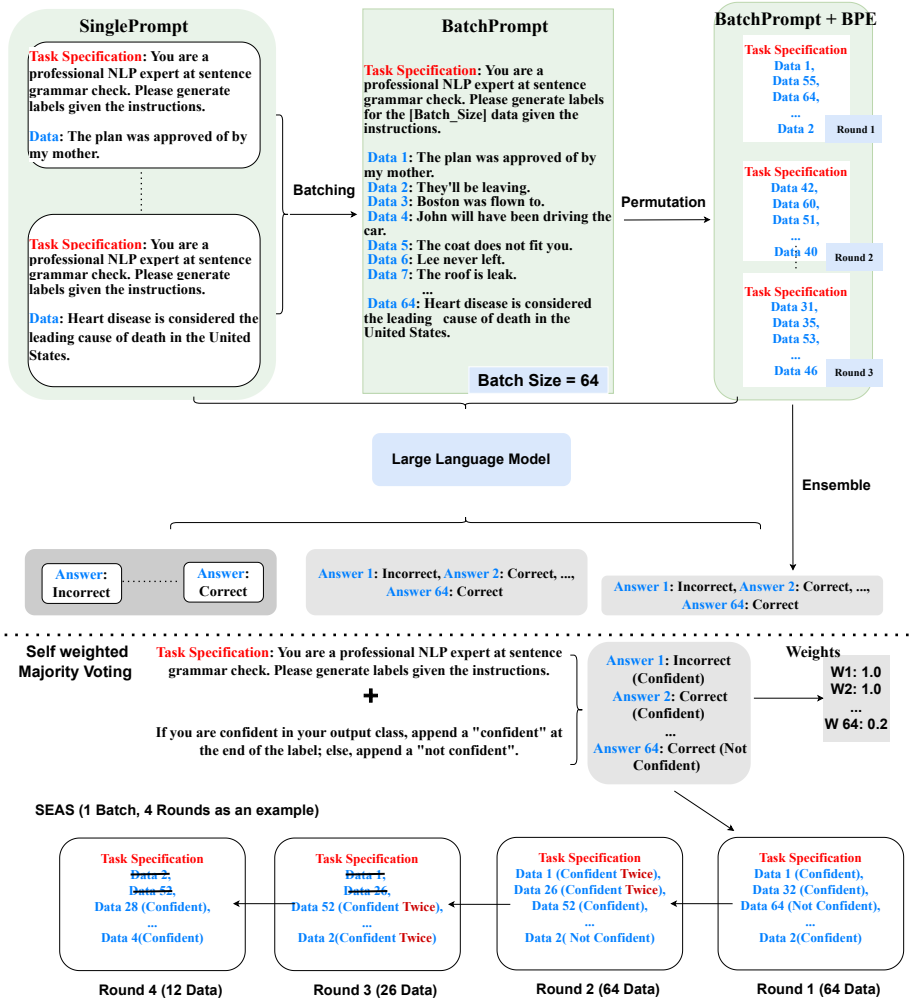 SinglePrompt
Task Specification: You are a
professional NLP expert at sentence
grammar check. Please generate
labels given the instructions.
Data: The plan was approved of by
my mother.
Task Specification: You are a
professional NLP expert at sentence
grammar check. Please generate
labels given the instructions.
Data: Heart disease is considered the
leading cause of death in the United
States.
Batching
BatchPrompt
Task Specification: You are a
professional NLP expert at sentence
grammar check. Please generate labels
for the [Batch_Size] data given the
instructions.
Data 1: The plan was approved of by
my mother.
Data 2: They'll be leaving.
Data 3: Boston was flown to.
Data 4: John will have been driving the
car.
Data 5: The coat does not fit you.
Data 6: Lee never left.
Data 7: The roof is leak.
...
Data 64: Heart disease is considered
the leading cause of death in the
United States.
Batch Size = 64
Permutation
BatchPrompt + BPE
Task Specification
Data 1,
Data 55,
Data 64,
...
Data 2
Round 1
Task Specification
Data 42,
Data 60,
Data 51,
...
Data 40
Round 2
Task Specification
Data 31,
Data 35,
Data 53,
...
Data 46
Round 3
Large Language Model
Ensemble
Answer:
Incorrect
Answer:
Correct
Answer 1: Incorrect, Answer 2: Correct, ...,
Answer 64: Correct
Answer 1: Incorrect, Answer 2: Correct, ...,
Answer 64: Correct
Self weighted
Majority Voting
Task Specification: You are a professional NLP expert at sentence
grammar check. Please generate labels given the instructions.
+
If you are confident in your output class, append a "confident" at
the end of the label; else, append a "not confident".
Answer 1: Incorrect
(Confident)
Answer 2: Correct
(Confident)
...
Answer 64: Correct (Not
Confident)
Weights
W1: 1.0
W2: 1.0
...
W 64: 0.2
SEAS (1 Batch, 4 Rounds as an example)
Task Specification
Data 2,
Data 52,
Data 28 (Confident),
...
Data 4(Confident)
Round 4 (12 Data)
Task Specification
Data 1,
Data 26,
Data 52 (Confident Twice),
...
Data 2(Confident Twice)
Round 3 (26 Data)
Task Specification
Data 1 (Confident Twice),
Data 26 (Confident Twice),
Data 52 (Confident),
...
Data 2( Not Confident)
Round 2 (64 Data)
Task Specification
Data 1 (Confident),
Data 32 (Confident),
Data 64 (Not Confident),
...
Data 2(Confident)
Round 1 (64 Data)